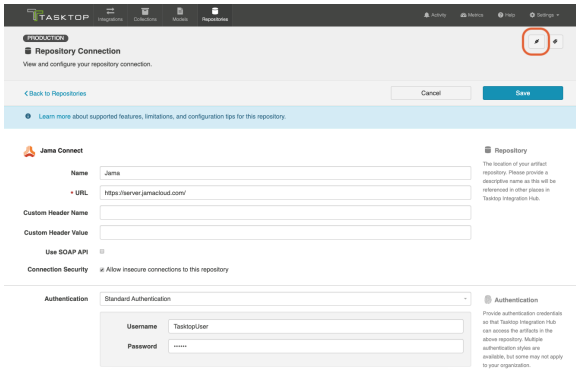 TASKTOP
Integrations
Collections
Models
Repositories
Activity
Metrics
Help
Settings
PRODUCTION
Repository Connection
View and configure your repository connection.
Back to Repositories
Cancel
Save
Learn more about supported features, limitations, and configuration tips for this repository.
Jama Connect
Name
Jama
* URL
https://server.jamacloud.com/
Custom Header Name
Custom Header Value
Use SOAP API
Connection Security
Allow insecure connections to this repository
Repository
The location of your artifact
repository. Please provide a
descriptive name as this will be
referenced in other places in
Tasktop Integration Hub.
Authentication
Standard Authentication
Username
TasktopUser
Password
••••••
Authentication
Provide authentication credentials
so that Tasktop Integration Hub
can access the artifacts in the
above repository. Multiple
authentication styles are
available, but some may not apply
to your organization.